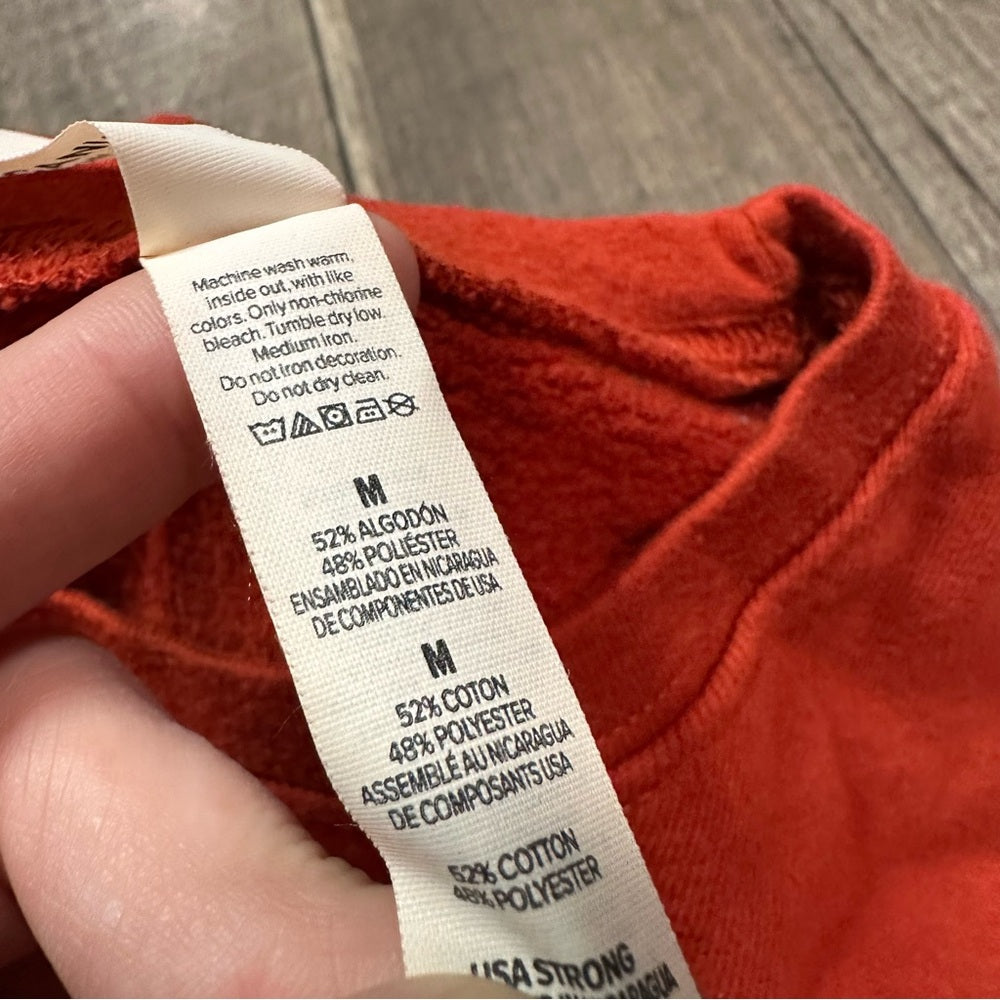 Machine wash warm,
inside out, with like
colors. Only non-chlorine
bleach. Tumble dry low
Medium iron.
Do not iron decoration.
Do not dry clean.
M
52% ALGODÓN
48% POLIÉSTER
ENSAMBLADO EN NICARAGUA
DE COMPONENTES DE USA
M
52% COTON
48% POLYESTER
ASSEMBLÉ AU NICARAGUA
DE COMPOSANTS USA
52% COTTON
48% POLYESTER
USA STRONG
NICARAGUA